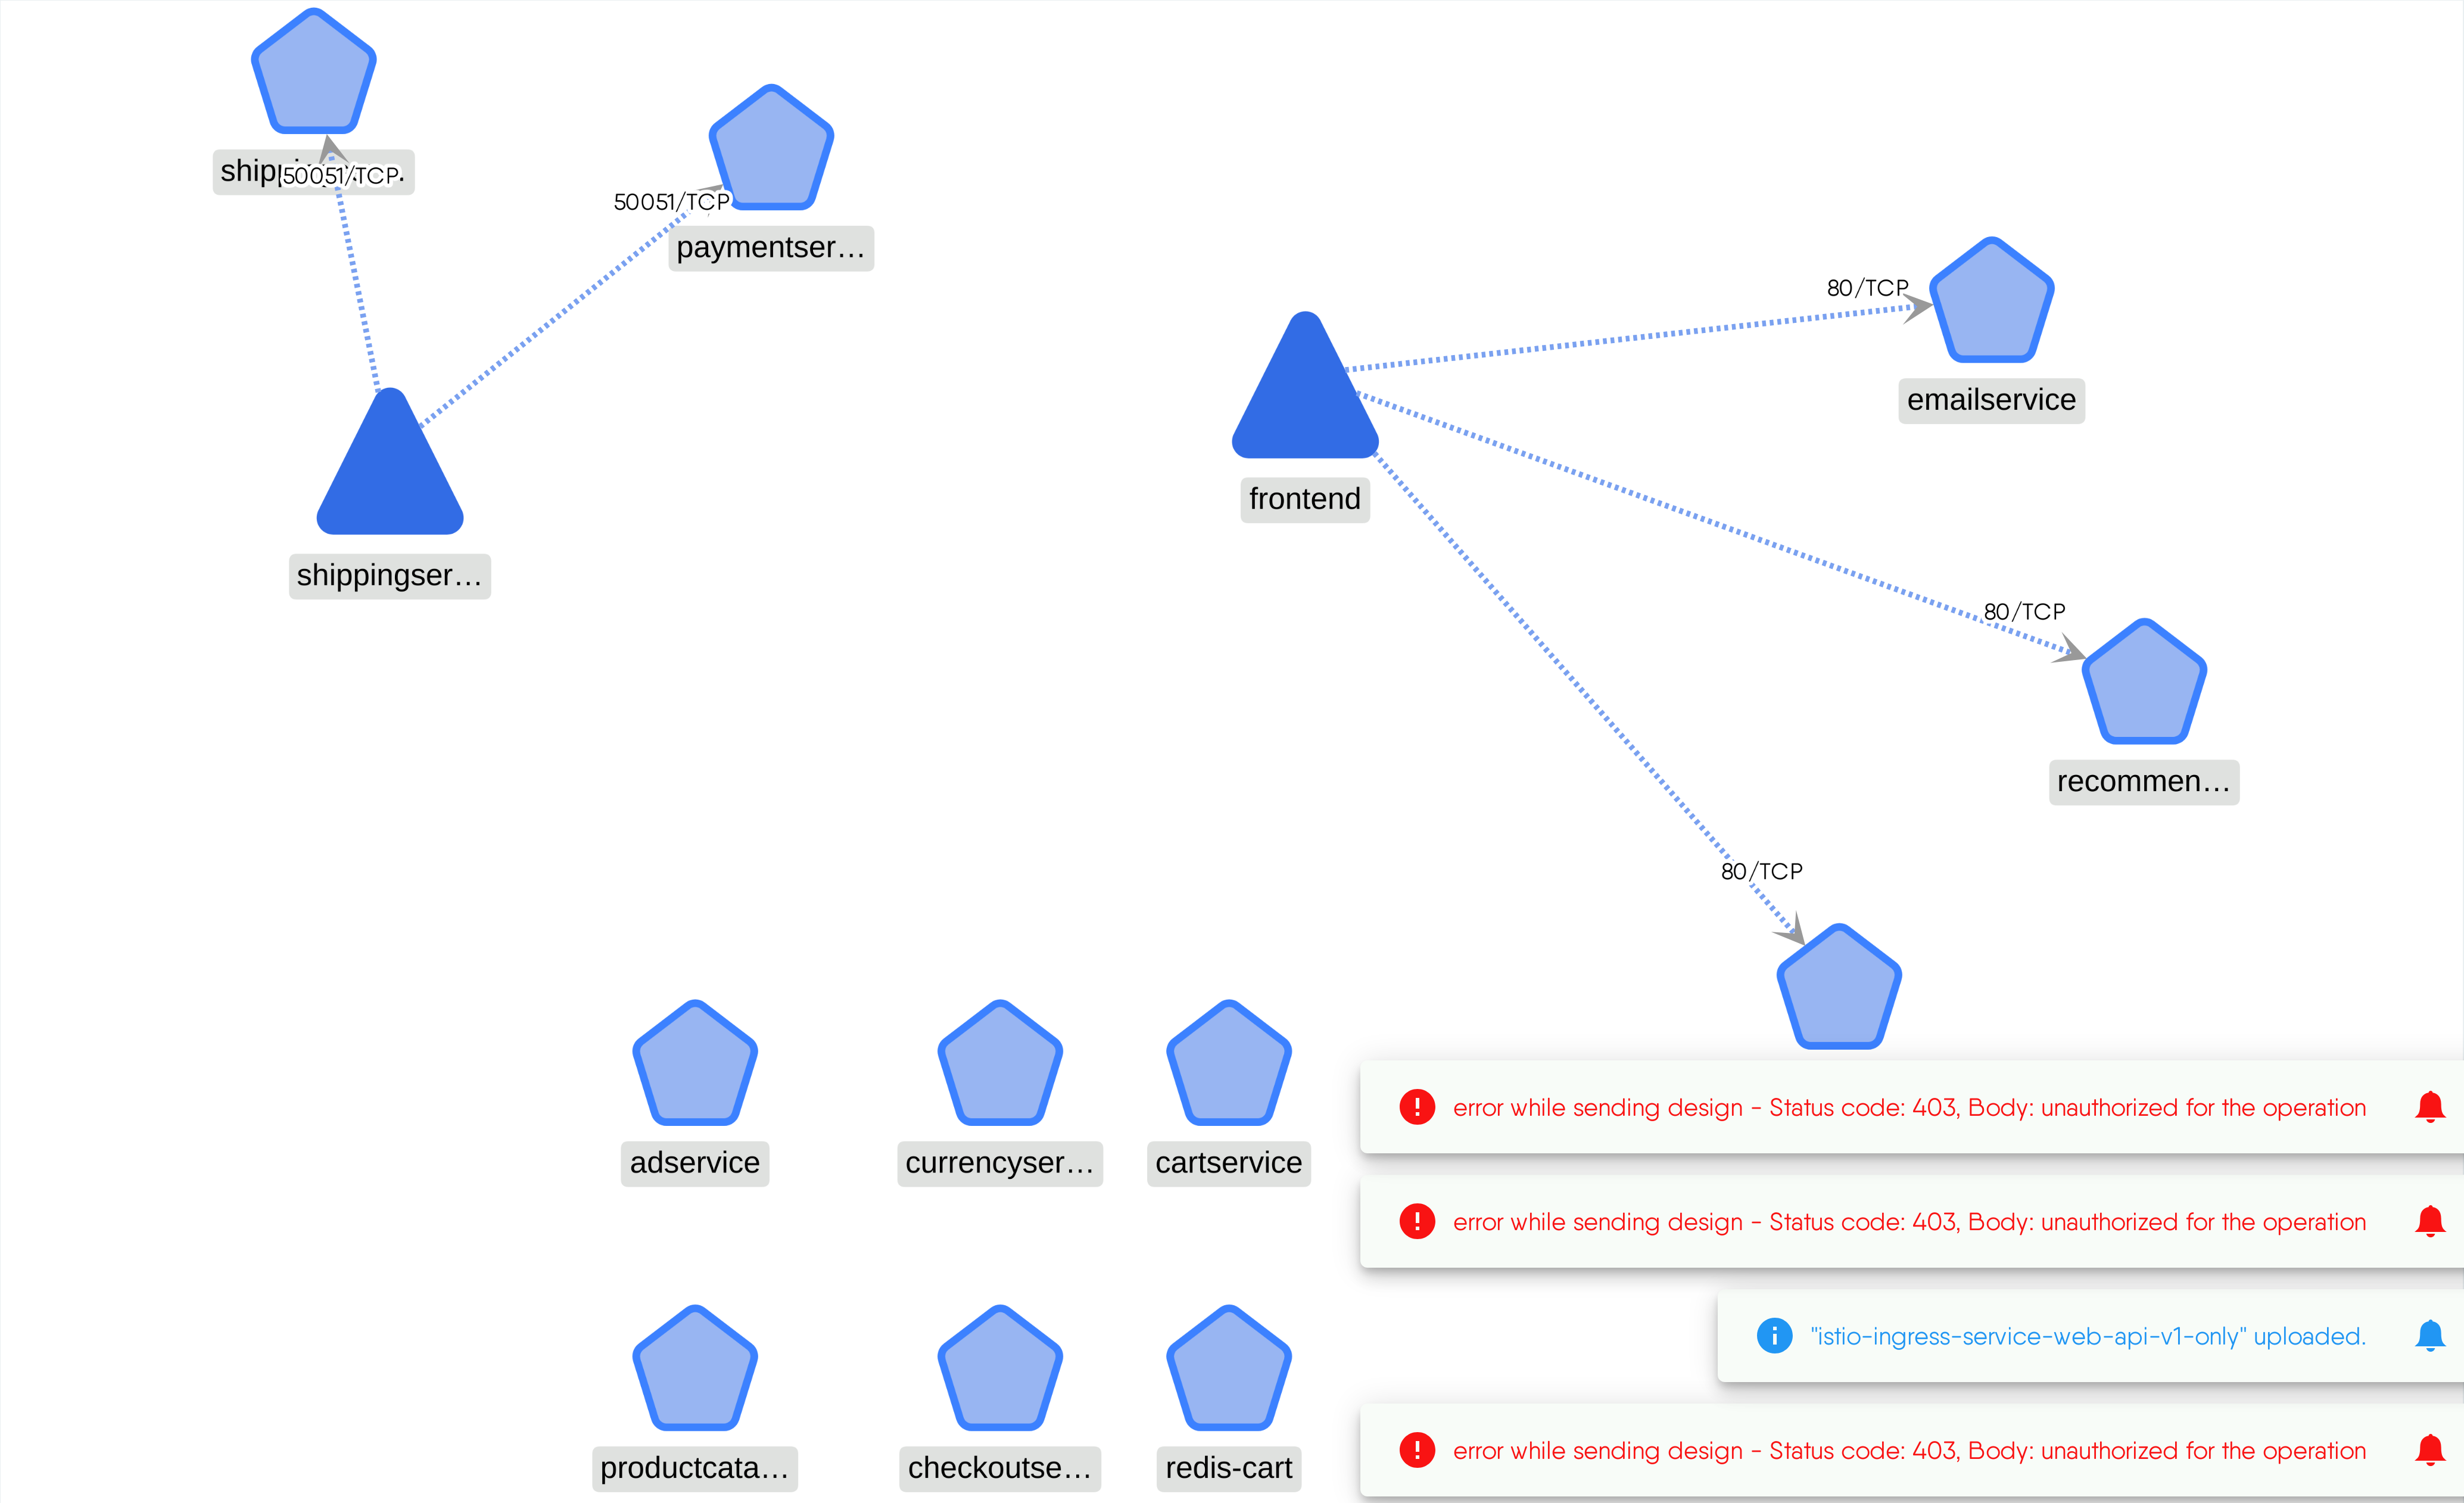 50051/TCP
50051/TCP
paymentser…
80/TCP
emailservice
frontend
shippingser…
80/TCP
recommen…
80/TCP
adservice
currencyser…
cartservice
error while sending design - Status code: 403, Body: unauthorized for the operation
error while sending design - Status code: 403, Body: unauthorized for the operation
"istio-ingress-service-web-api-v1-only" uploaded.
error while sending design - Status code: 403, Body: unauthorized for the operation
productcata…
checkoutse…
redis-cart